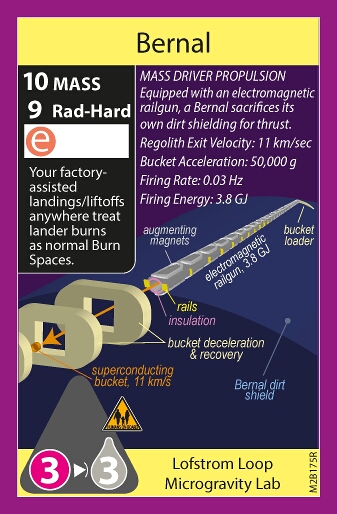 Bernal
10 MASS
9 Rad-Hard
e
Your factory-
assisted
landings/liftoffs
anywhere treat
lander burns
as normal Burn
Spaces.
MASS DRIVER PROPULSION
Equipped with an electromagnetic
railgun, a Bernal sacrifices its
own dirt shielding for thrust.
Regolith Exit Velocity: 11 km/sec
Bucket Acceleration: 50,000 g
Firing Rate: 0.03 Hz
Firing Energy: 3.8 GJ
augmenting
magnets
electromagnetic
railgun, 3.8 GJ
bucket
loader
rails
insulation
bucket deceleration
& recovery
superconducting
bucket, 11 km/s
Bernal dirt
shield
3 3
Lofstrom Loop
Microgravity Lab
M2B175R